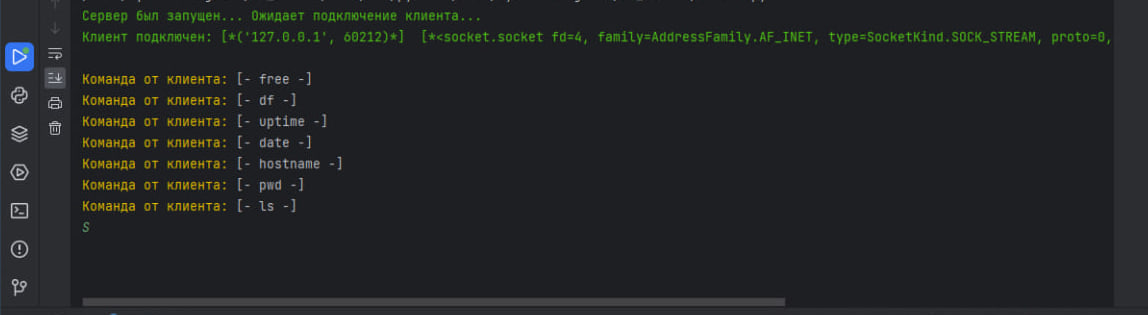 Сервер был запущен... Ожидает подключение клиента...
Клиент подключен: [*('127.0.0.1', 60212)*]  [*<socket.socket fd=4, family=AddressFamily.AF_INET, type=SocketKind.SOCK_STREAM, proto=0,
Команда от клиента: [- free -]
Команда от клиента: [- df -]
Команда от клиента: [- uptime -]
Команда от клиента: [- date -]
Команда от клиента: [- hostname -]
Команда от клиента: [- pwd -]
Команда от клиента: [- ls -]
S